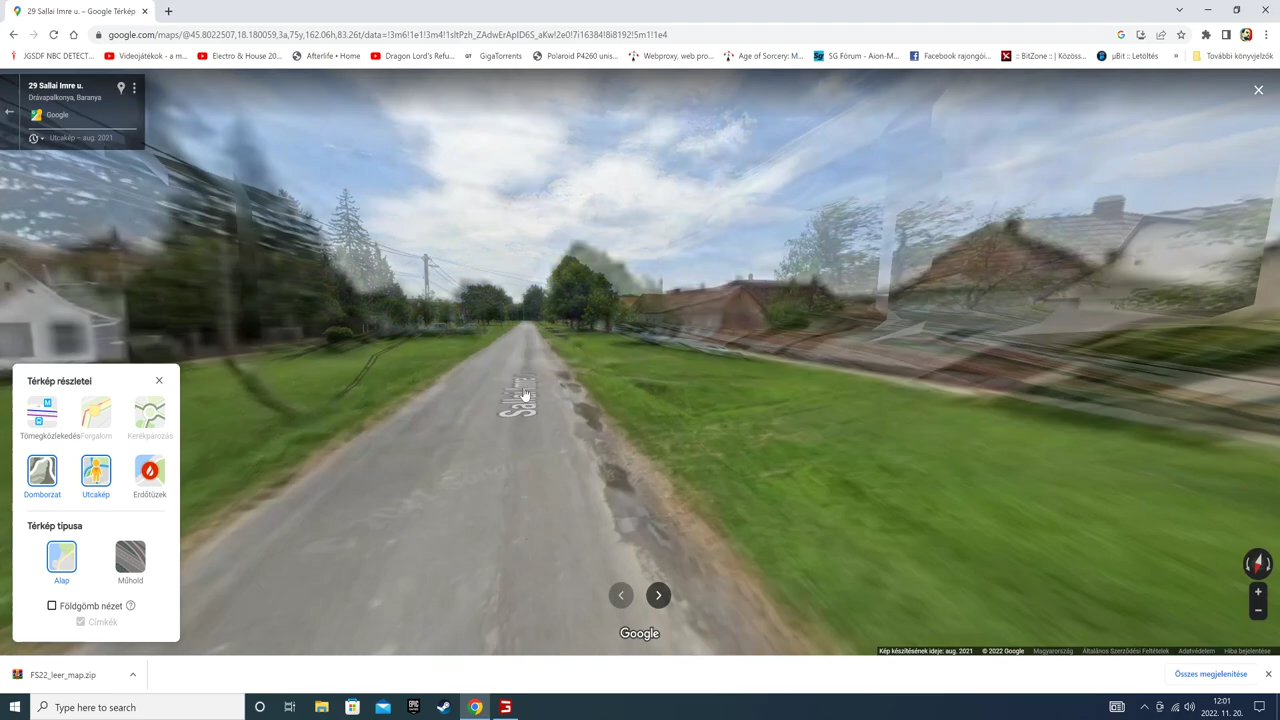 29 Sallai Imre u. – Google Térkép
google.com/maps/@45.8022507,18.180059,3a,75y,162.06h,83.26t/data=!3m6!1e1!3m4!1sltPzh_ZAdwErApID6S_aKw!2e0!7i16384!8i8192!5m1!1e4
JGSSDF NBC DETECT...
Videojátékok - a m...
Electro & House 20...
Afterlife • Home
Dragon Lord's Refu...
GigaTorrents
Polaroid P4260 unis...
Webproxy, web pro...
Age of Sorcery: M...
SG Fórum - Aion-M...
Facebook rajongói...
:: BitZone :: | Közöss...
µBit :: Letöltés
»
További könyvjelzők
29 Sallai Imre u.
Drávapalkonya, Baranya
Google
Utcakép – aug. 2021
Sallai Imre
Térkép részletei
Tömegközlekedés
Forgalom
Kerékpározás
Domborzat
Utcakép
Erdőtüzek
Térkép típusa
Alap
Műhold
Földgömb nézet
Címkék
Google
Kép készítésének ideje: aug. 2021 © 2022 Google Magyarország Általános Szerződési Feltételek Adatvédelem Hiba bejelentése
FS22_leer_map.zip
Összes megjelenítése
Type here to search
12:01
2022. 11. 20.